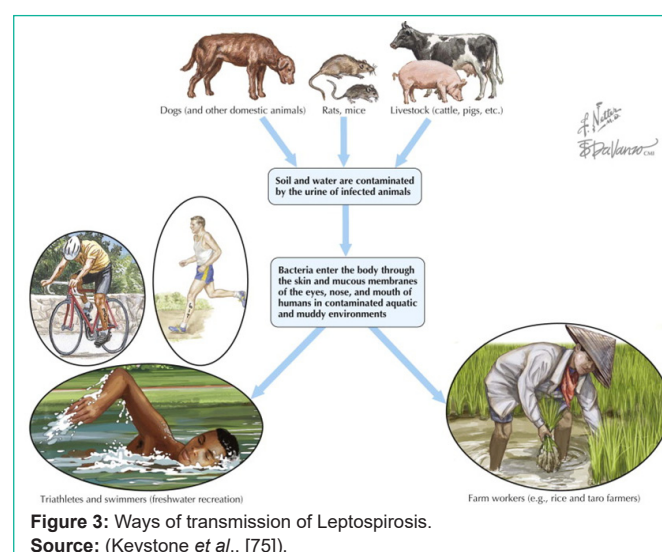 Dogs (and other domestic animals)
Rats, mice
Livestock (cattle, pigs, etc.)
Soil and water are contaminated
by the urine of infected animals
Bacteria enter the body through
the skin and mucous membranes
of the eyes, nose, and mouth of
humans in contaminated aquatic
and muddy environments
Triathletes and swimmers (freshwater recreation)
Farm workers (e.g., rice and taro farmers)
Figure 3: Ways of transmission of Leptospirosis.
Source: (Keystone et al., [75]).